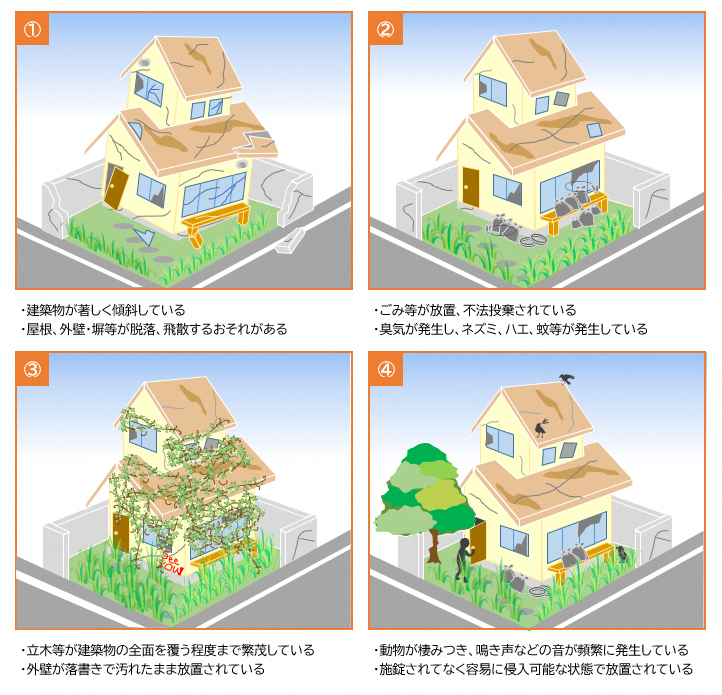 ①
②
・建築物が著しく傾斜している
・屋根、外壁・塀等が脱落、飛散するおそれがある
・ごみ等が放置、不法投棄されている
・臭気が発生し、ネズミ、ハエ、蚊等が発生している
③
④
・立木等が建築物の全面を覆う程度まで繁茂している
・外壁が落書きで汚れたまま放置されている
・動物が棲みつき、鳴き声などの音が頻繁に発生している
・施錠されてなく容易に侵入可能な状態で放置されている